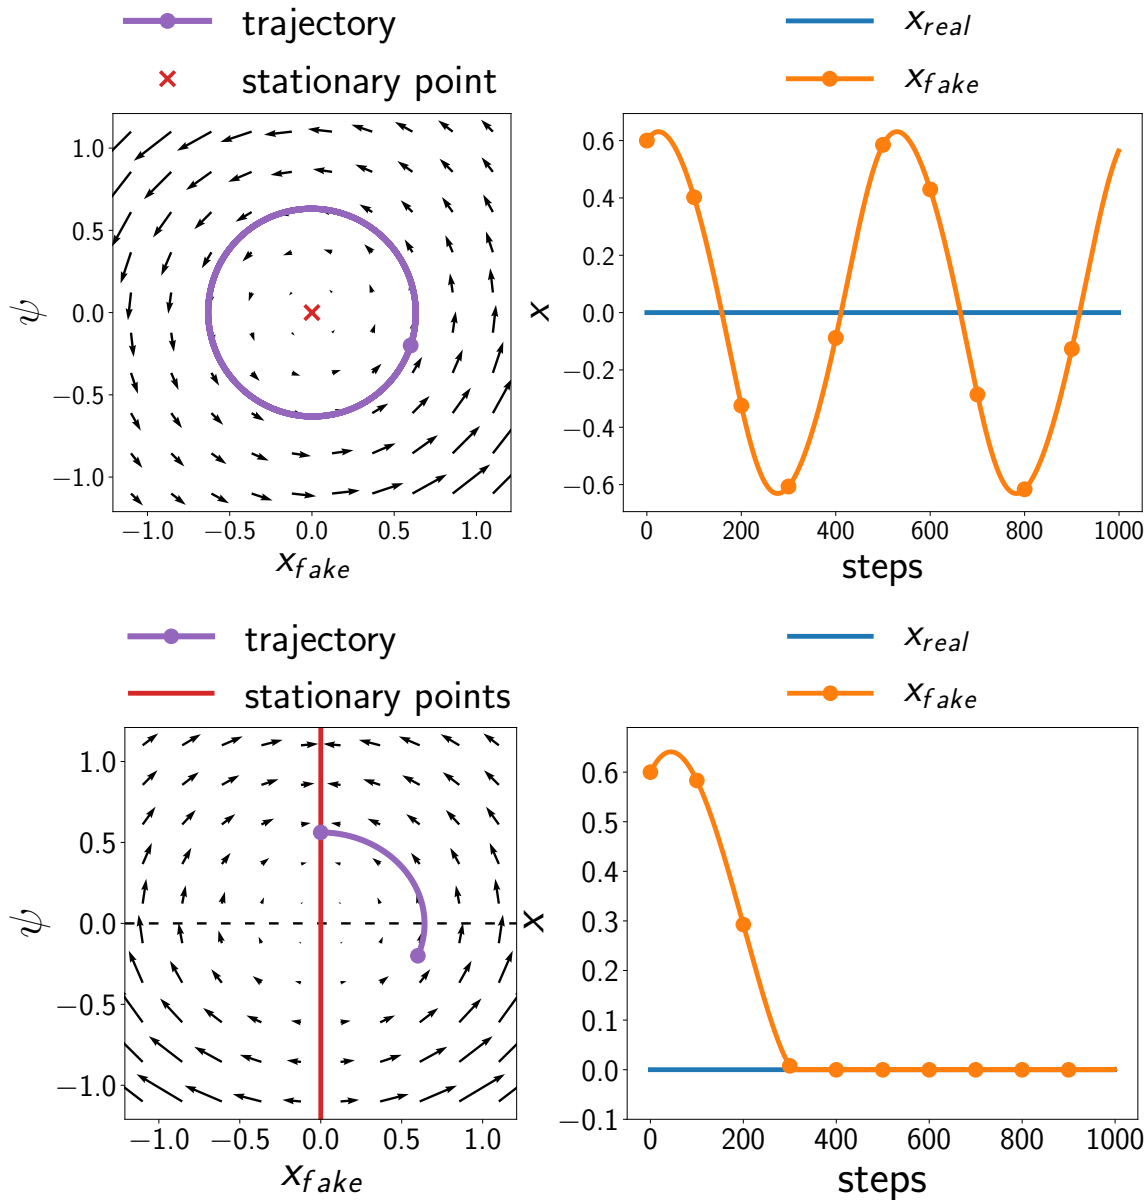 trajectory
stationary point
1.0
0.5
0.0
−0.5
−1.0
ψ
−1.0 −0.5 0.0 0.5 1.0
x_fake
x_real
x_fake
0.6
0.4
0.2
0.0
−0.2
−0.4
−0.6
x
0 200 400 600 800 1000
steps
trajectory
stationary points
1.0
0.5
0.0
−0.5
−1.0
ψ
−1.0 −0.5 0.0 0.5 1.0
x_fake
x_real
x_fake
0.6
0.5
0.4
0.3
0.2
0.1
0.0
−0.1
x
0 200 400 600 800 1000
steps